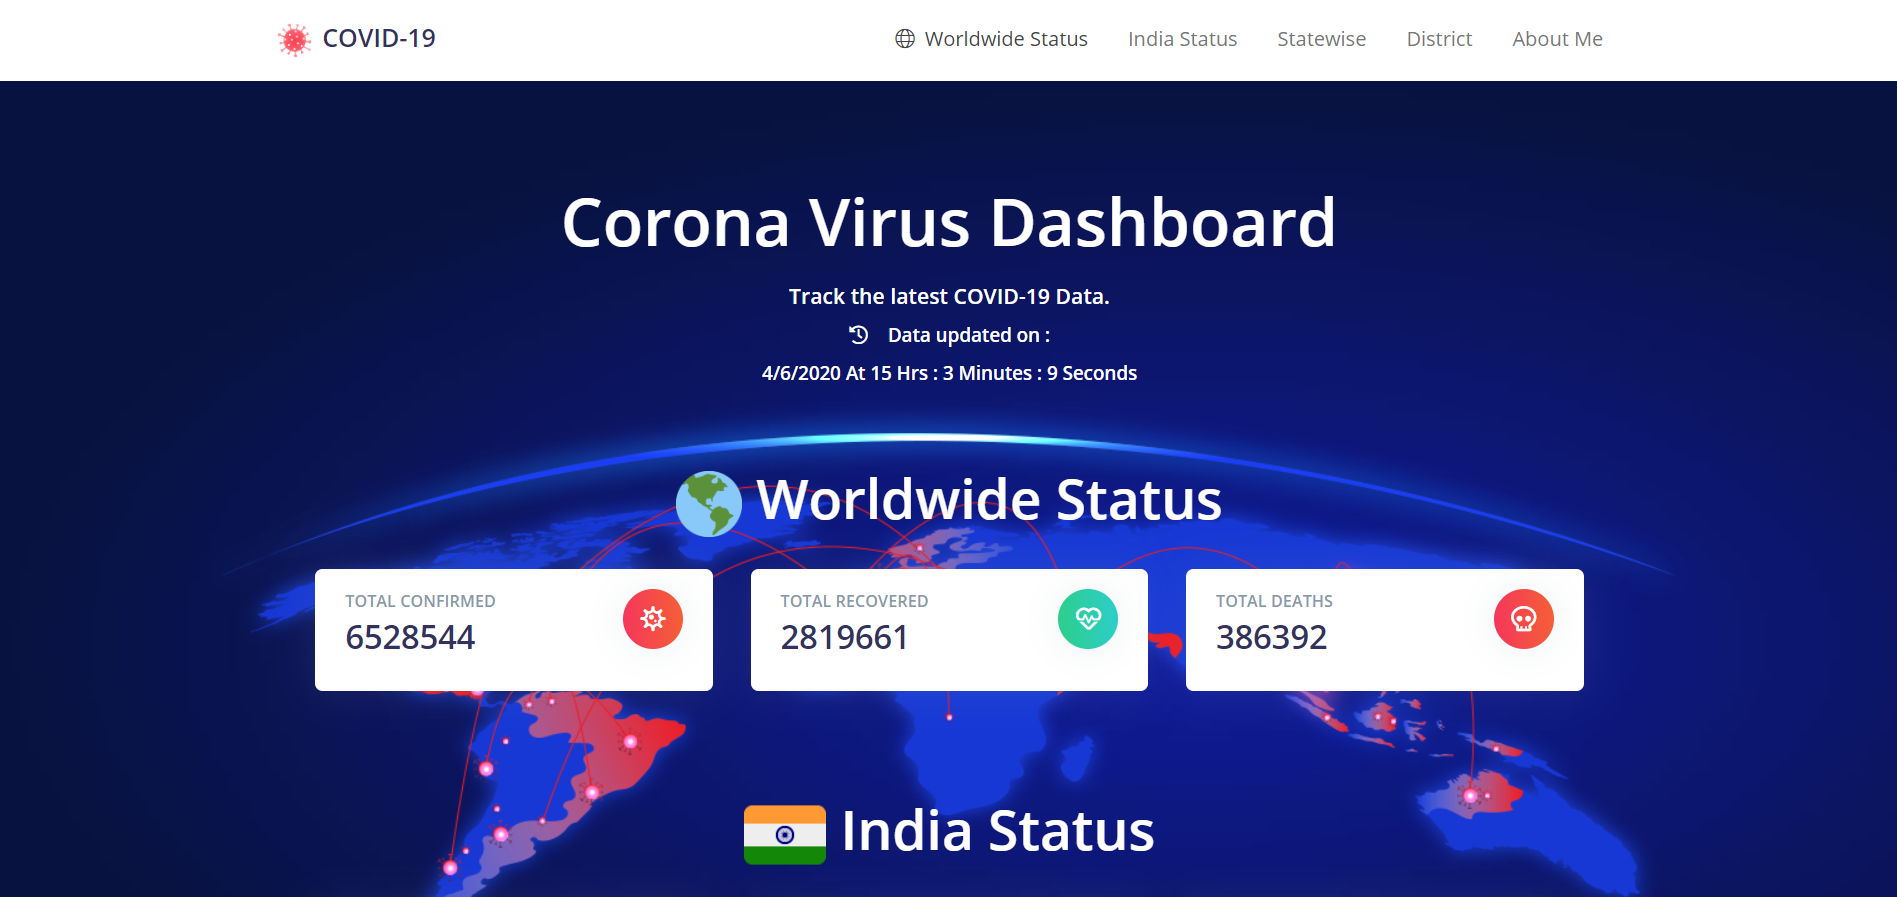 COVID-19
Worldwide Status
India Status
Statewise
District
About Me
Corona Virus Dashboard
Track the latest COVID-19 Data.
Data updated on :
4/6/2020 At 15 Hrs : 3 Minutes : 9 Seconds
Worldwide Status
TOTAL CONFIRMED
6528544
TOTAL RECOVERED
2819661
TOTAL DEATHS
386392
India Status